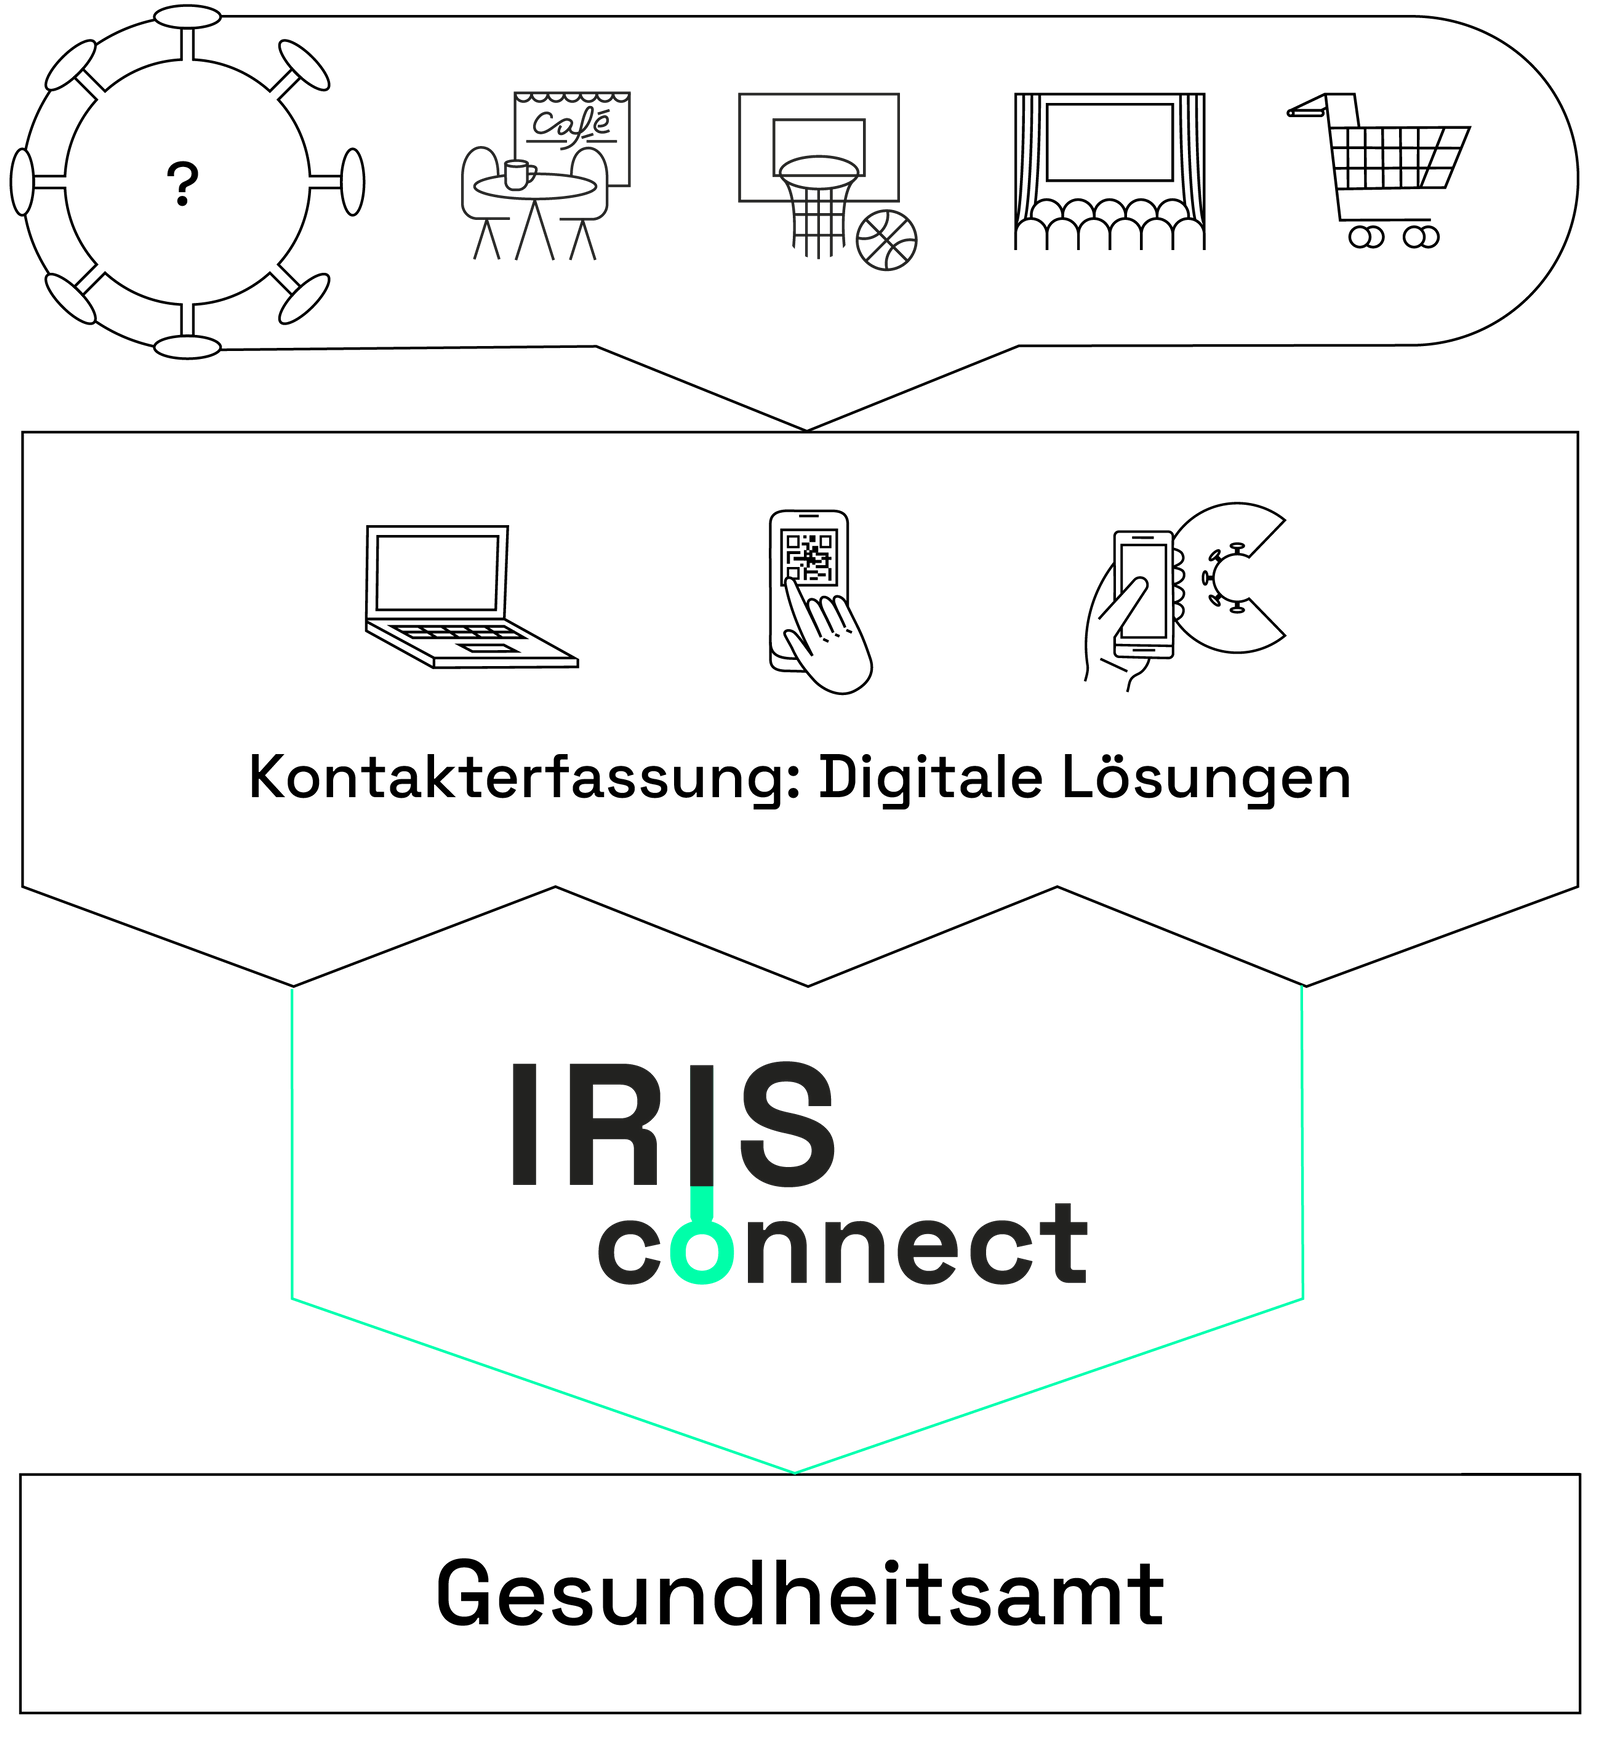 ?
Café
Kontakterfassung: Digitale Lösungen
IRIS
connect
Gesundheitsamt